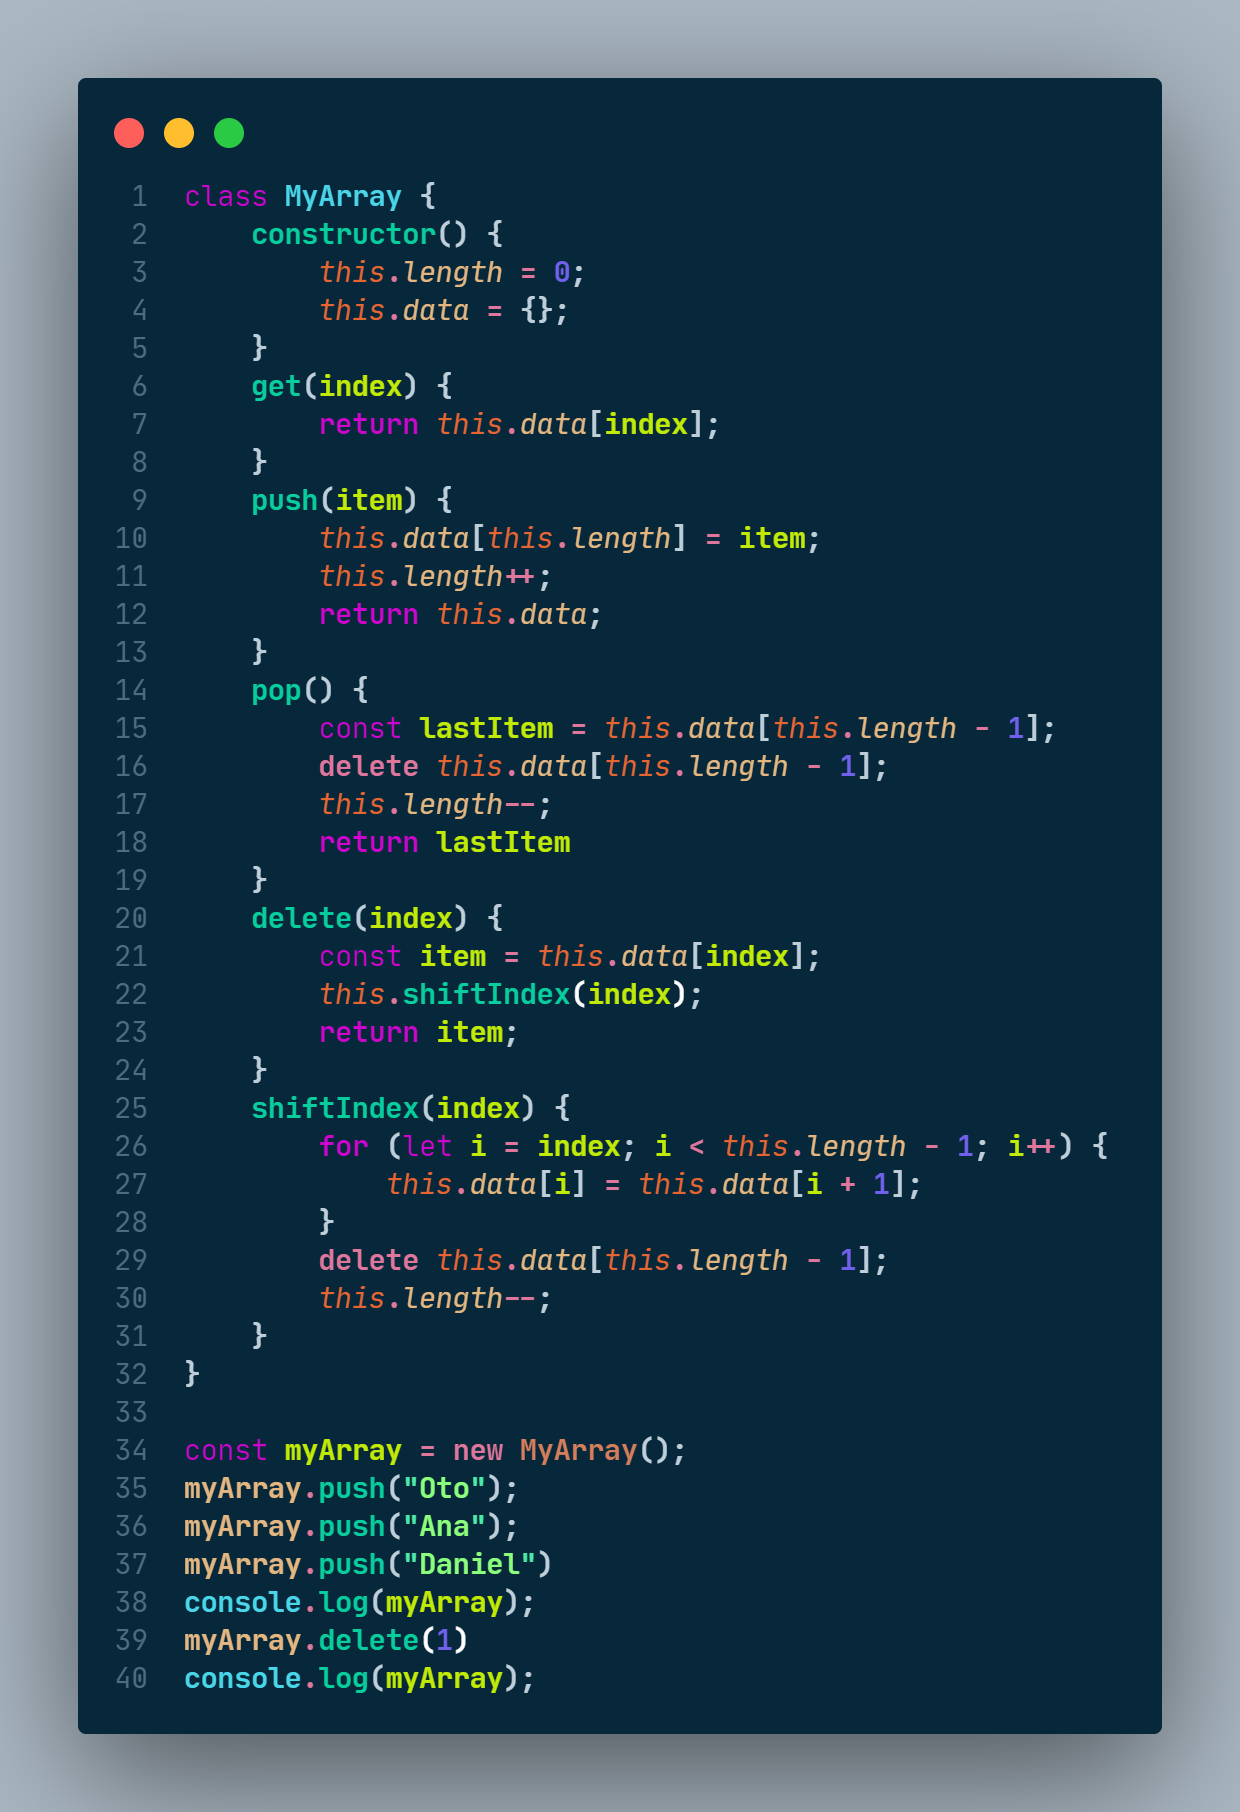 1 class MyArray {
2     constructor() {
3         this.length = 0;
4         this.data = {};
5     }
6     get(index) {
7         return this.data[index];
8     }
9     push(item) {
10         this.data[this.length] = item;
11         this.length++;
12         return this.data;
13     }
14     pop() {
15         const lastItem = this.data[this.length - 1];
16         delete this.data[this.length - 1];
17         this.length--;
18         return lastItem
19     }
20     delete(index) {
21         const item = this.data[index];
22         this.shiftIndex(index);
23         return item;
24     }
25     shiftIndex(index) {
26         for (let i = index; i < this.length - 1; i++) {
27             this.data[i] = this.data[i + 1];
28         }
29         delete this.data[this.length - 1];
30         this.length--;
31     }
32 }
33
34 const myArray = new MyArray();
35 myArray.push("Oto");
36 myArray.push("Ana");
37 myArray.push("Daniel")
38 console.log(myArray);
39 myArray.delete(1)
40 console.log(myArray);